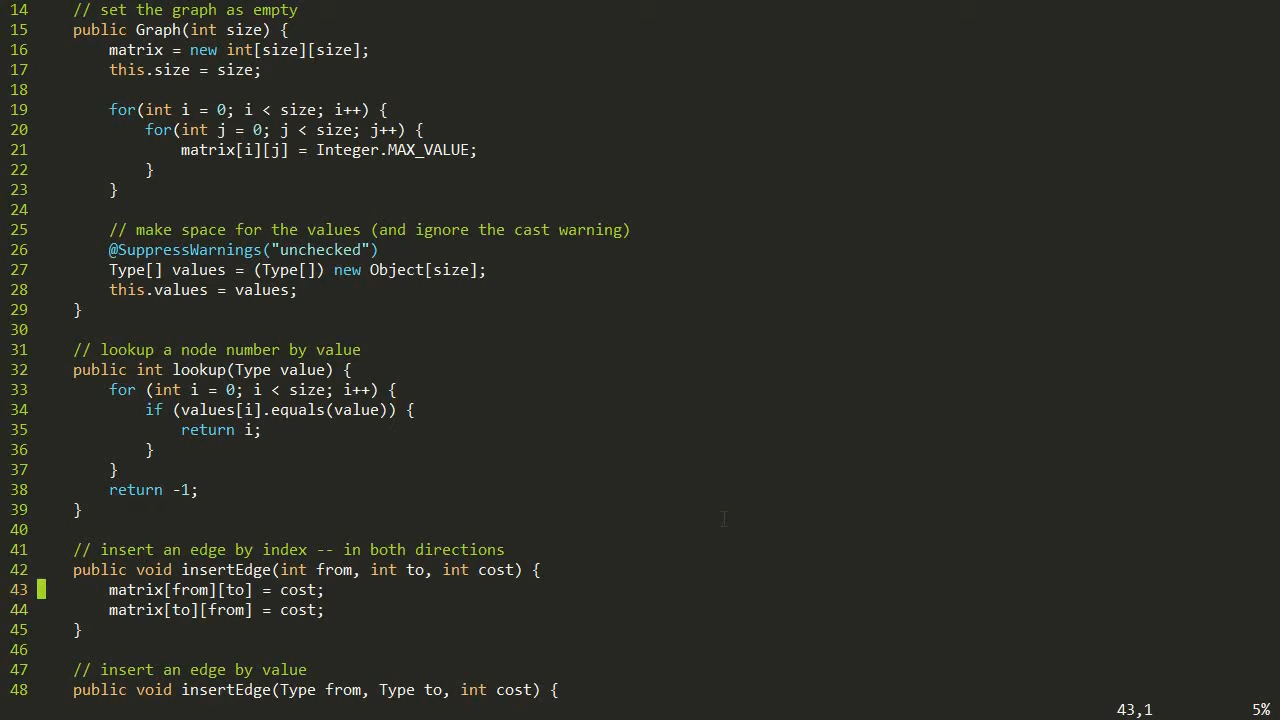 14     // set the graph as empty
15     public Graph(int size) {
16         matrix = new int[size][size];
17         this.size = size;
18
19         for(int i = 0; i < size; i++) {
20             for(int j = 0; j < size; j++) {
21                 matrix[i][j] = Integer.MAX_VALUE;
22             }
23         }
24
25         // make space for the values (and ignore the cast warning)
26         @SuppressWarnings("unchecked")
27         Type[] values = (Type[]) new Object[size];
28         this.values = values;
29     }
30
31     // lookup a node number by value
32     public int lookup(Type value) {
33         for (int i = 0; i < size; i++) {
34             if (values[i].equals(value)) {
35                 return i;
36             }
37         }
38         return -1;
39     }
40
41     // insert an edge by index -- in both directions
42     public void insertEdge(int from, int to, int cost) {
43         matrix[from][to] = cost;
44         matrix[to][from] = cost;
45     }
46
47     // insert an edge by value
48     public void insertEdge(Type from, Type to, int cost) {
43,1 5%